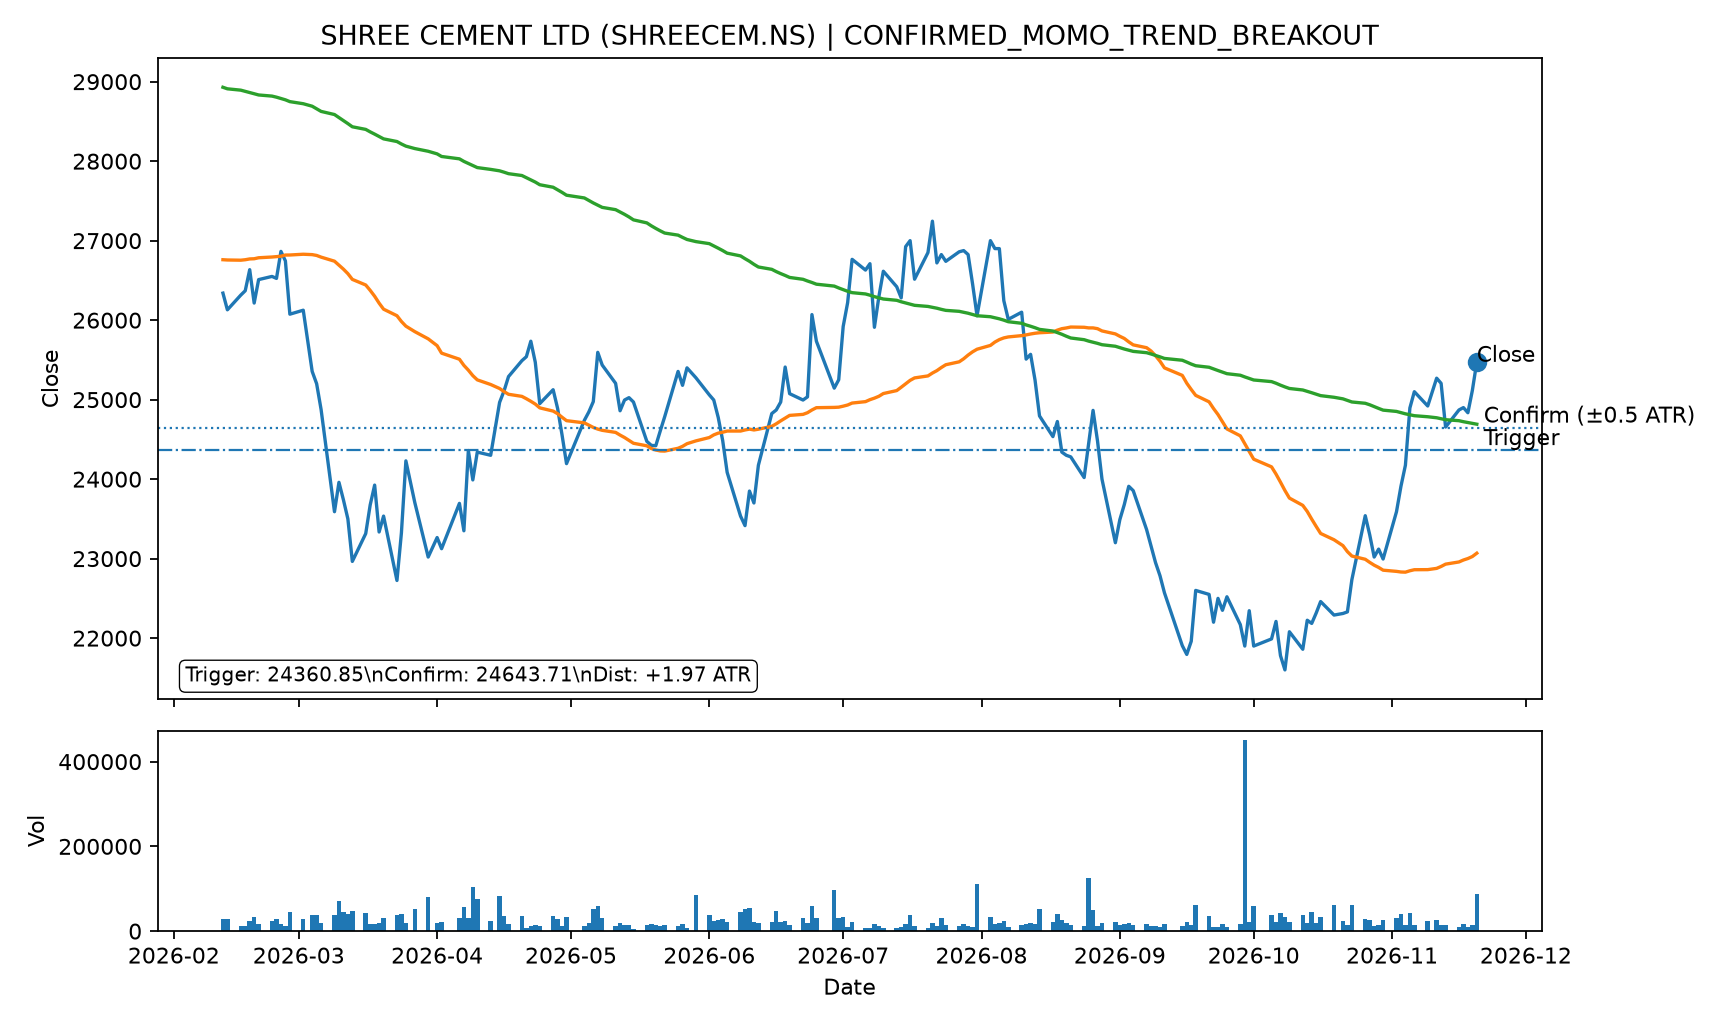 SHREE CEMENT LTD (SHREECEM.NS) | CONFIRMED_MOMO_TREND_BREAKOUT
29000
28000
27000
26000
25000
24000
23000
22000
Close
Close
Confirm (±0.5 ATR)
Trigger
Trigger: 24360.85\nConfirm: 24643.71\nDist: +1.97 ATR
400000
200000
0
Vol
2026-02 2026-03 2026-04 2026-05 2026-06 2026-07 2026-08 2026-09 2026-10 2026-11 2026-12
Date